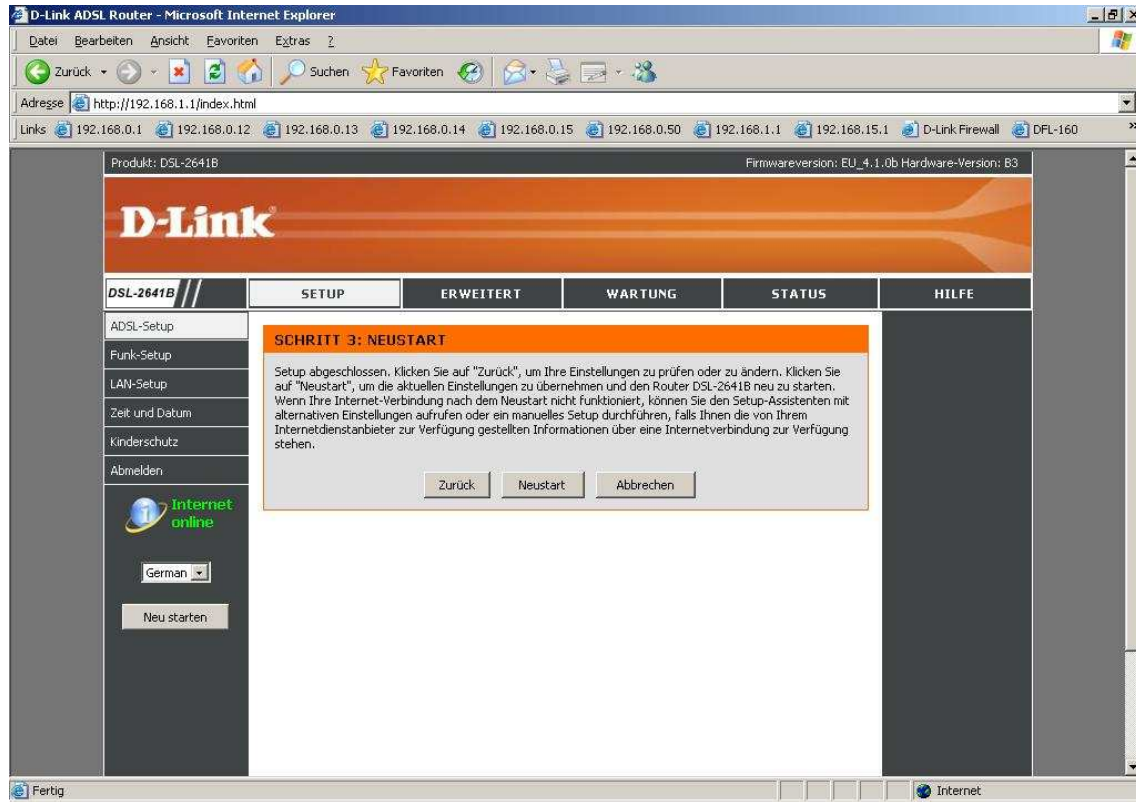 D-Link ADSL Router - Microsoft Internet Explorer
Datei Bearbeiten Ansicht Favoriten Extras ?
Zurück Suchen Favoriten
Adresse http://192.168.1.1/index.html
Links 192.168.0.1 192.168.0.12 192.168.0.13 192.168.0.14 192.168.0.15 192.168.0.50 192.168.1.1 192.168.15.1 D-Link Firewall DFL-160 »
Produkt: DSL-2641B Firmwareversion: EU_4.1.0b Hardware-Version: B3
D-Link®
DSL-2641B SETUP ERWEITERT WARTUNG STATUS HILFE
ADSL-Setup
Funk-Setup
LAN-Setup
Zeit und Datum
Kinderschutz
Abmelden
Internet
online
German
Neu starten
SCHRITT 3: NEUSTART
Setup abgeschlossen. Klicken Sie auf "Zurück", um Ihre Einstellungen zu prüfen oder zu ändern. Klicken Sie
auf "Neustart", um die aktuellen Einstellungen zu übernehmen und den Router DSL-2641B neu zu starten.
Wenn Ihre Internet-Verbindung nach dem Neustart nicht funktioniert, können Sie den Setup-Assistenten mit
alternativen Einstellungen aufrufen oder ein manuelles Setup durchführen, falls Ihnen die von Ihrem
Internetdienstanbieter zur Verfügung gestellten Informationen über eine Internetverbindung zur Verfügung
stehen.
Zurück Neustart Abbrechen
Fertig Internet